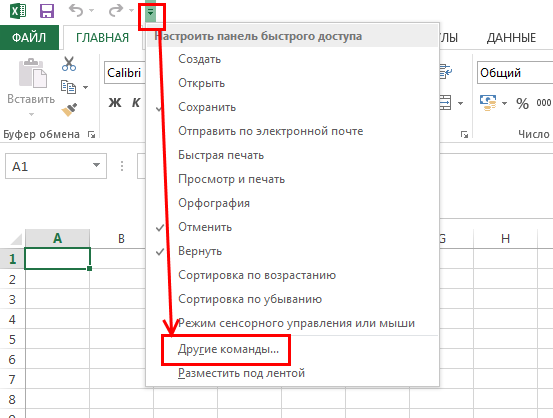 ФАЙЛ ГЛАВНАЯ ЛЫ ДАННЫЕ
Настроить панель быстрого доступа
Создать
Открыть
Сохранить
Отправить по электронной почте
Быстрая печать
Просмотр и печать
Орфография
Отменить
Вернуть
Сортировка по возрастанию
Сортировка по убыванию
Режим сенсорного управления или мыши
Другие команды...
Разместить под лентой
Вставить
Calibri
Ж
Общий
% 000
Буфер обмена
Число
A1
A B G H
1
2
3
4
5
6
7
8